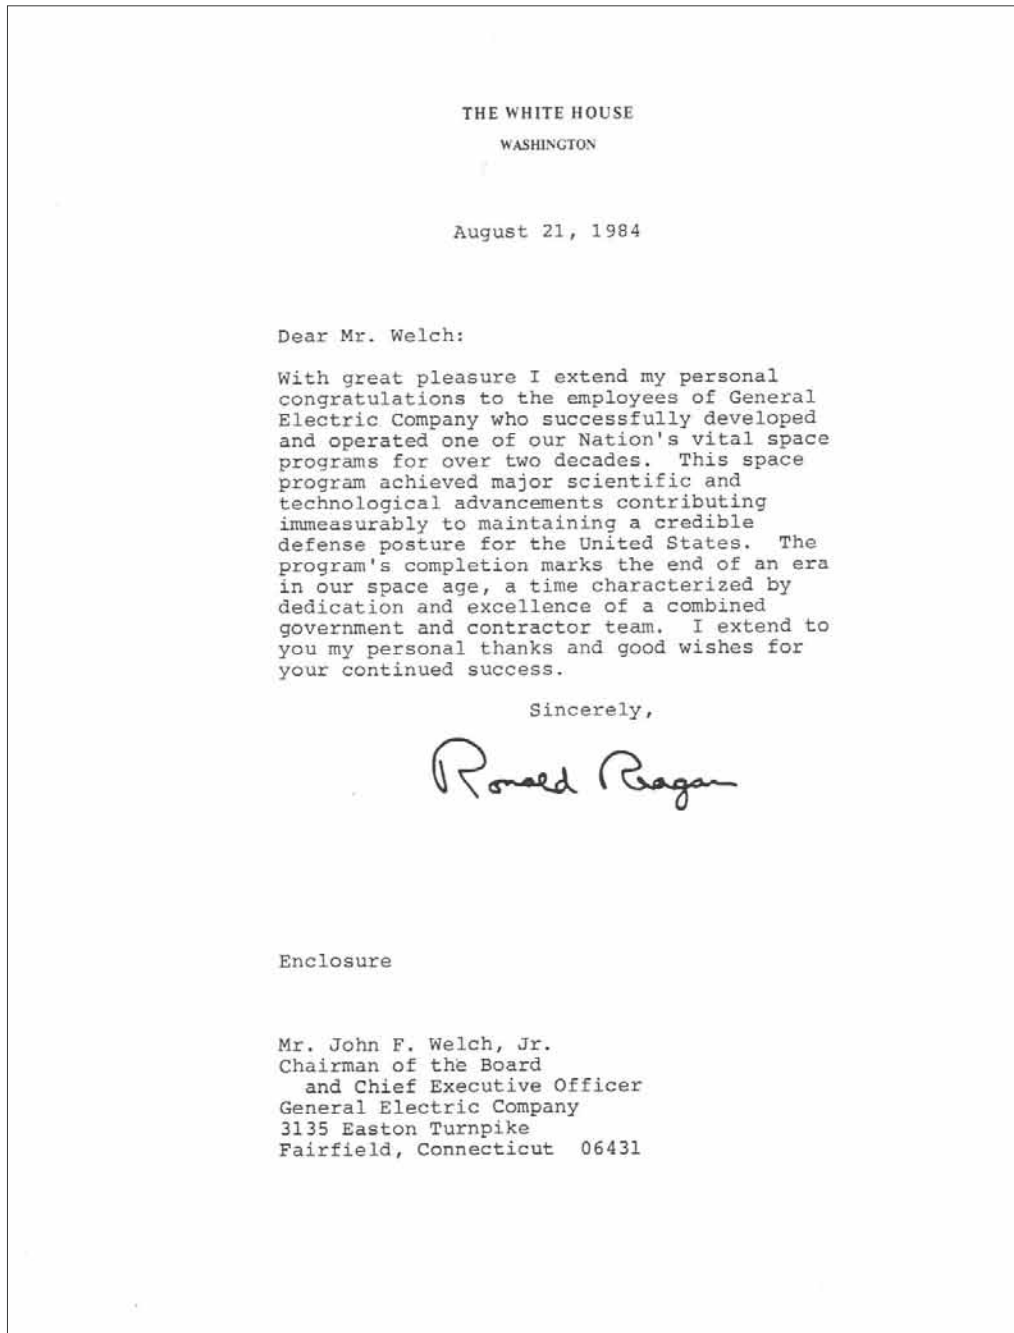 THE WHITE HOUSE
WASHINGTON
August 21, 1984
Dear Mr. Welch:
With great pleasure I extend my personal
congratulations to the employees of General
Electric Company who successfully developed
and operated one of our Nation's vital space
programs for over two decades.  This space
program achieved major scientific and
technological advancements contributing
immeasurably to maintaining a credible
defense posture for the United States.  The
program's completion marks the end of an era
in our space age, a time characterized by
dedication and excellence of a combined
government and contractor team.  I extend to
you my personal thanks and good wishes for
your continued success.
Sincerely,
Ronald Reagan
Enclosure
Mr. John F. Welch, Jr.
Chairman of the Board
and Chief Executive Officer
General Electric Company
3135 Easton Turnpike
Fairfield, Connecticut  06431